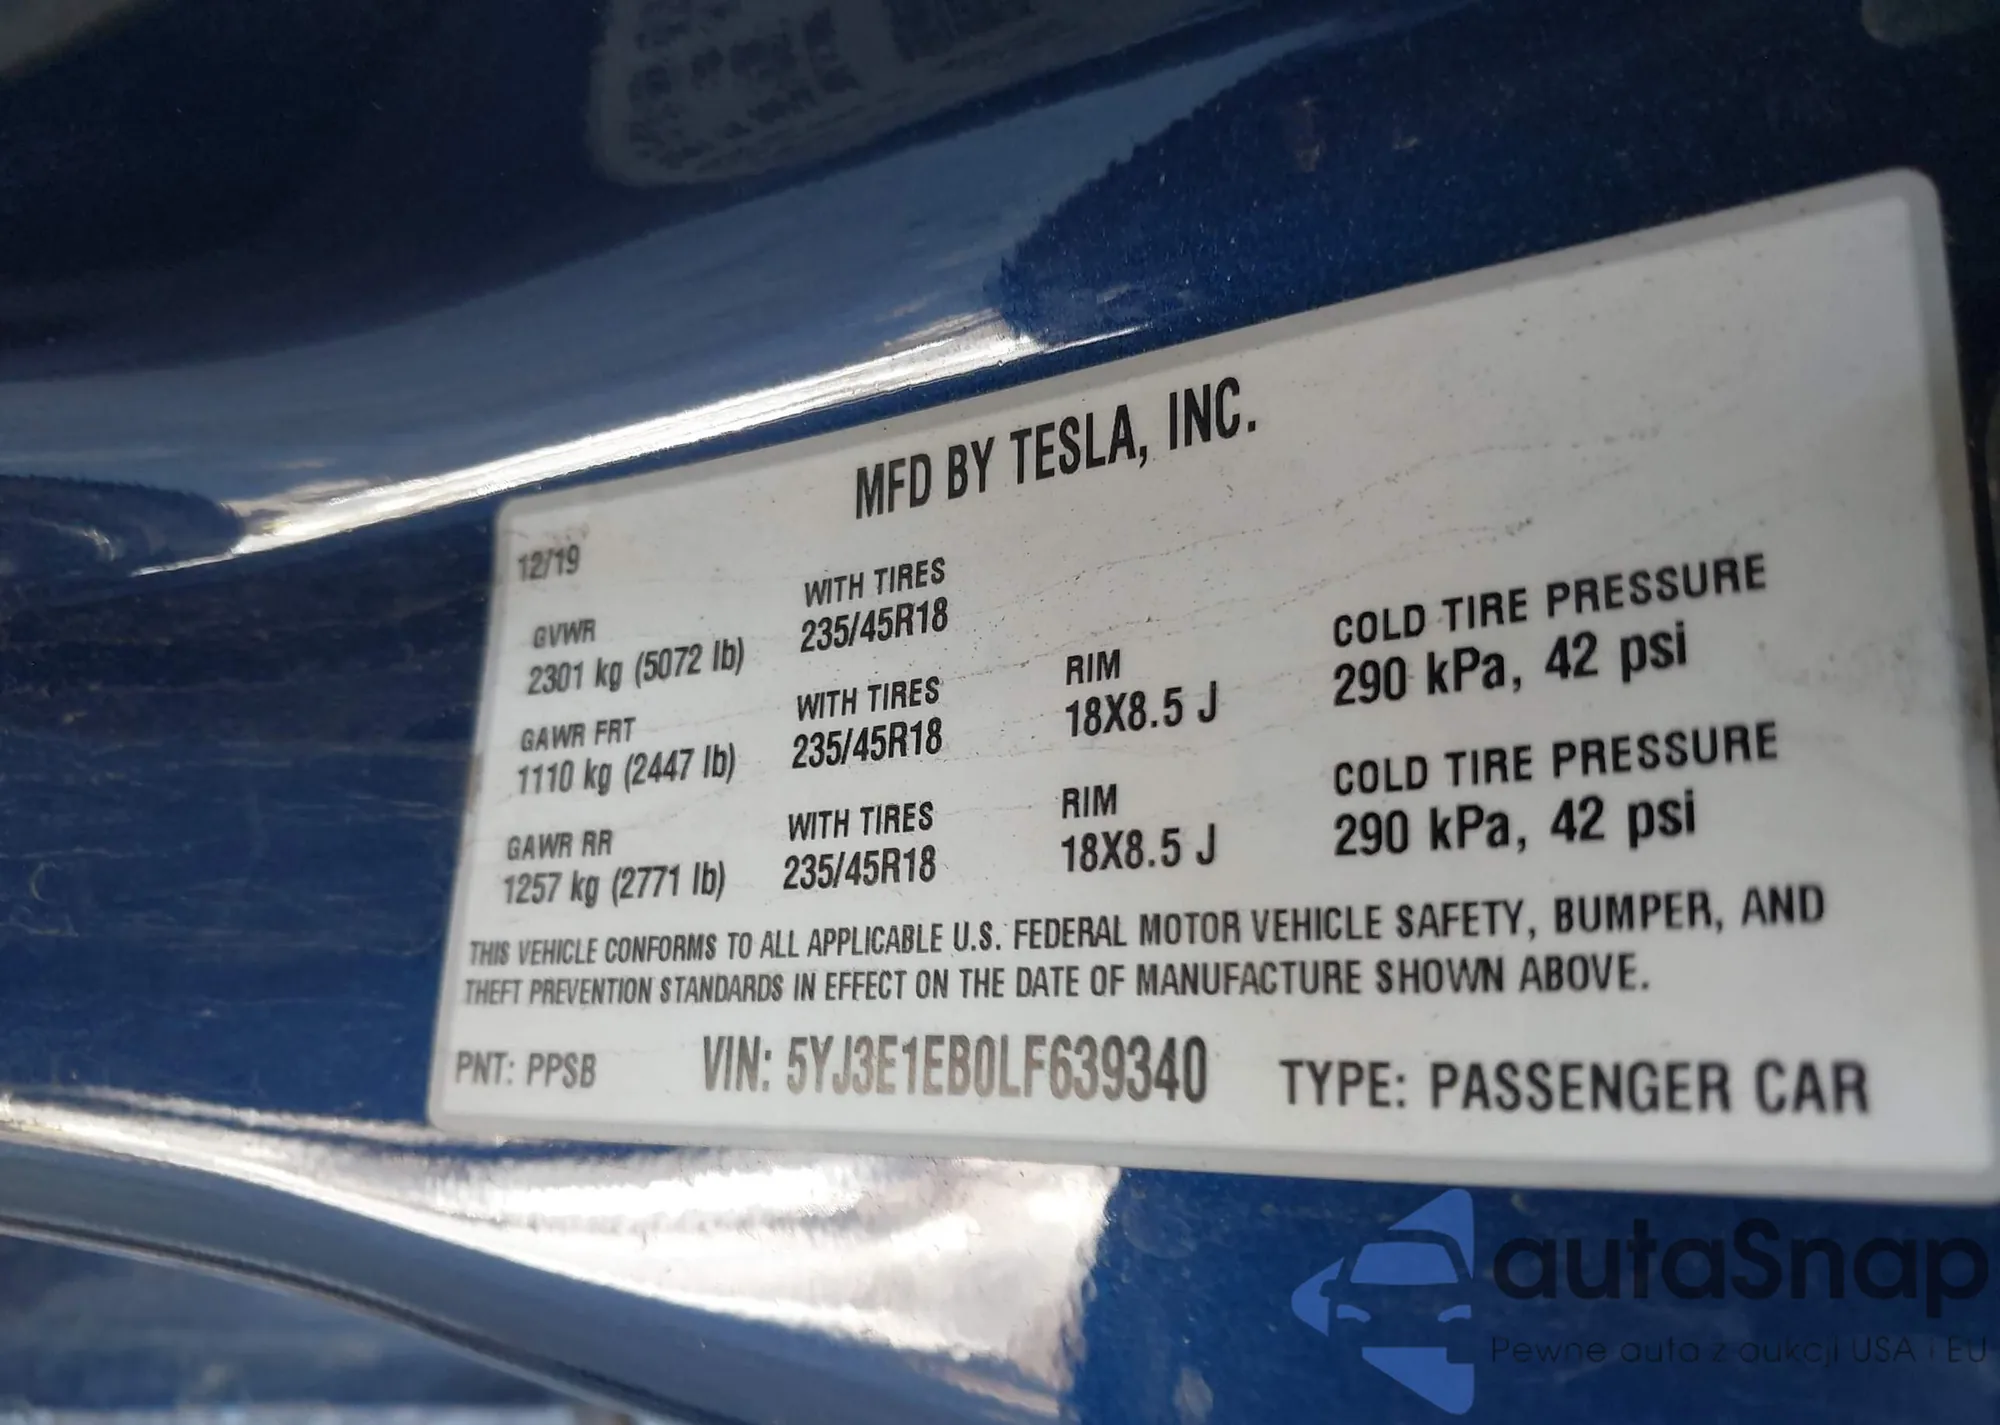 MFD BY TESLA, INC.
12/19
GVWR
2301 kg (5072 lb)
WITH TIRES
235/45R18
GAWR FRT
1110 kg (2447 lb)
WITH TIRES
235/45R18
RIM
18X8.5 J
COLD TIRE PRESSURE
290 kPa, 42 psi
GAWR RR
1257 kg (2771 lb)
WITH TIRES
235/45R18
RIM
18X8.5 J
COLD TIRE PRESSURE
290 kPa, 42 psi
THIS VEHICLE CONFORMS TO ALL APPLICABLE U.S. FEDERAL MOTOR VEHICLE SAFETY, BUMPER, AND
THEFT PREVENTION STANDARDS IN EFFECT ON THE DATE OF MANUFACTURE SHOWN ABOVE.
PNT: PPSB VIN: 5YJ3E1EB0LF639340 TYPE: PASSENGER CAR
autaSnap
Pewne auta z aukcji USA i EU